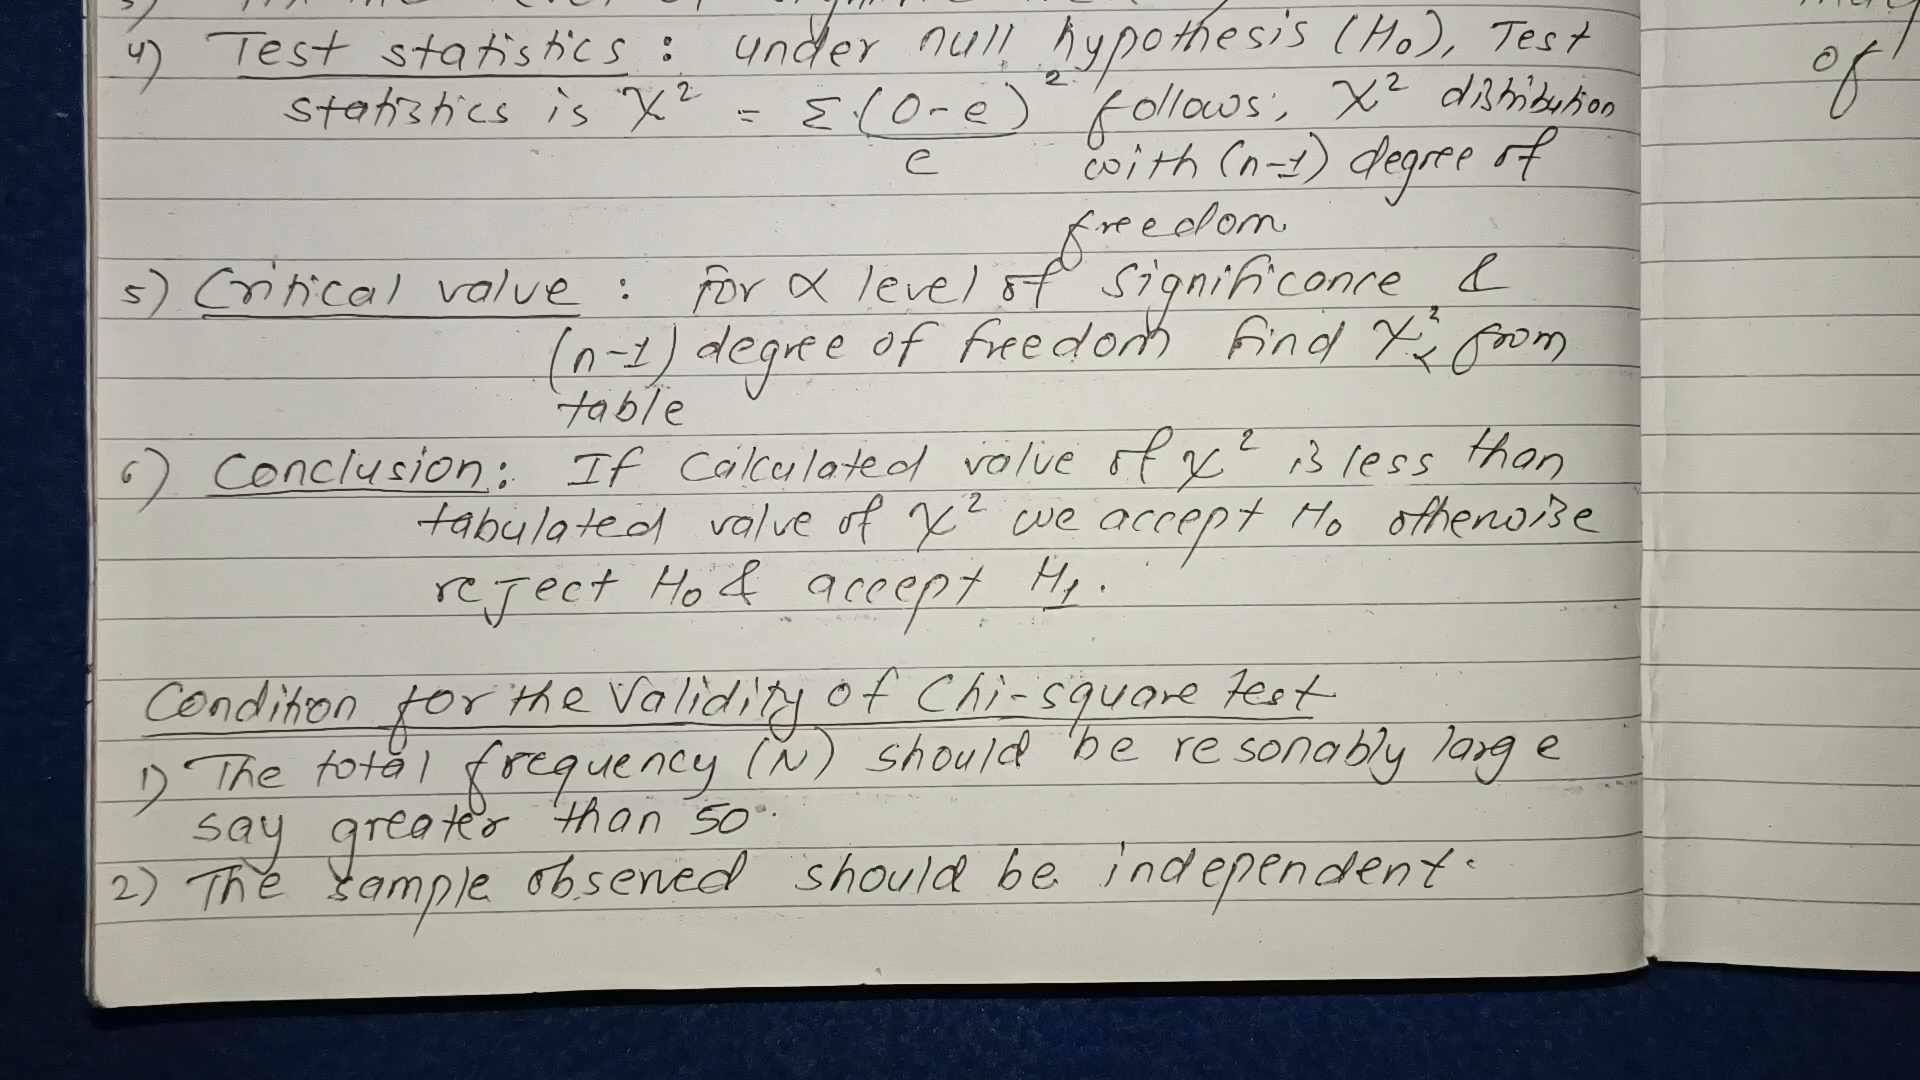 4) Test statistics : under null hypothesis (H₀), Test
statistics is χ² = Σ (O-e)² / e follows, χ² distribution
with (n-1) degree of
freedom
5) Critical value : for α level of significance &
(n-1) degree of freedom find χ²α from
table
6) Conclusion : If calculated value of χ² is less than
tabulated value of χ² we accept H₀ otherwise
reject H₀ & accept H₁.
Condition for the Validity of Chi-square test
1) The total frequency (N) should be resonably large
say greater than 50.
2) The sample observed should be independent.
of